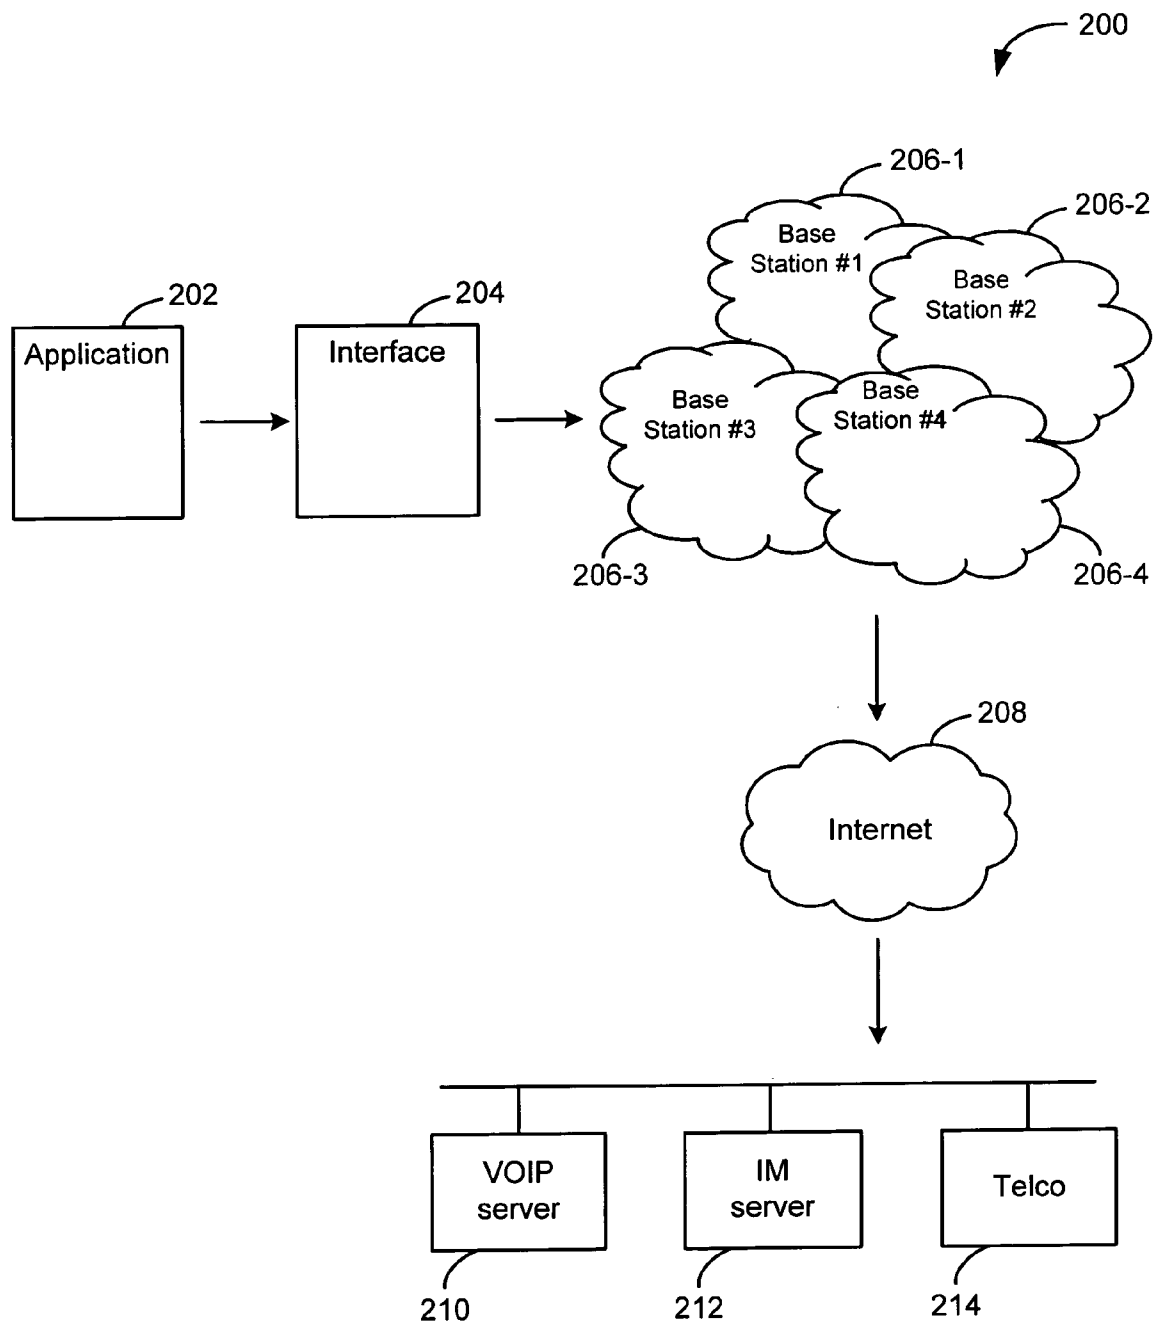 200
206-1
206-2
Base
Station #1
Base
Station #2
202
204
Application
Interface
Base
Station #3
Base
Station #4
206-3
206-4
208
Internet
VOIP
server
IM
server
Telco
210
212
214